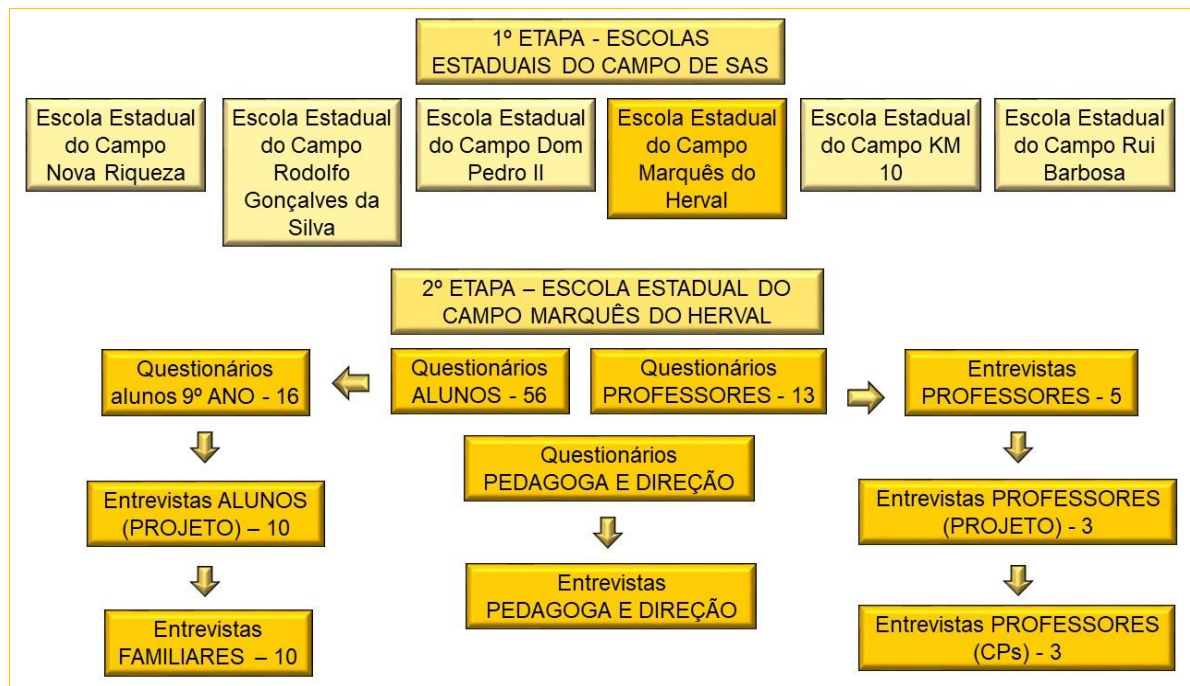 1º ETAPA - ESCOLAS
ESTADUAIS DO CAMPO DE SAS
Escola Estadual
do Campo
Nova Riqueza
Escola Estadual
do Campo
Rodolfo
Gonçalves da
Silva
Escola Estadual
do Campo Dom
Pedro II
Escola Estadual
do Campo
Marquês do
Herval
Escola Estadual
do Campo KM
10
Escola Estadual
do Campo Rui
Barbosa
2º ETAPA – ESCOLA ESTADUAL DO
CAMPO MARQUÊS DO HERVAL
Questionários
alunos 9º ANO - 16
Questionários
ALUNOS - 56
Questionários
PROFESSORES - 13
Entrevistas
PROFESSORES - 5
Questionários
PEDAGOGA E DIREÇÃO
Entrevistas ALUNOS
(PROJETO) – 10
Entrevistas PROFESSORES
(PROJETO) - 3
Entrevistas
PEDAGOGA E DIREÇÃO
Entrevistas
FAMILIARES – 10
Entrevistas PROFESSORES
(CPs) - 3